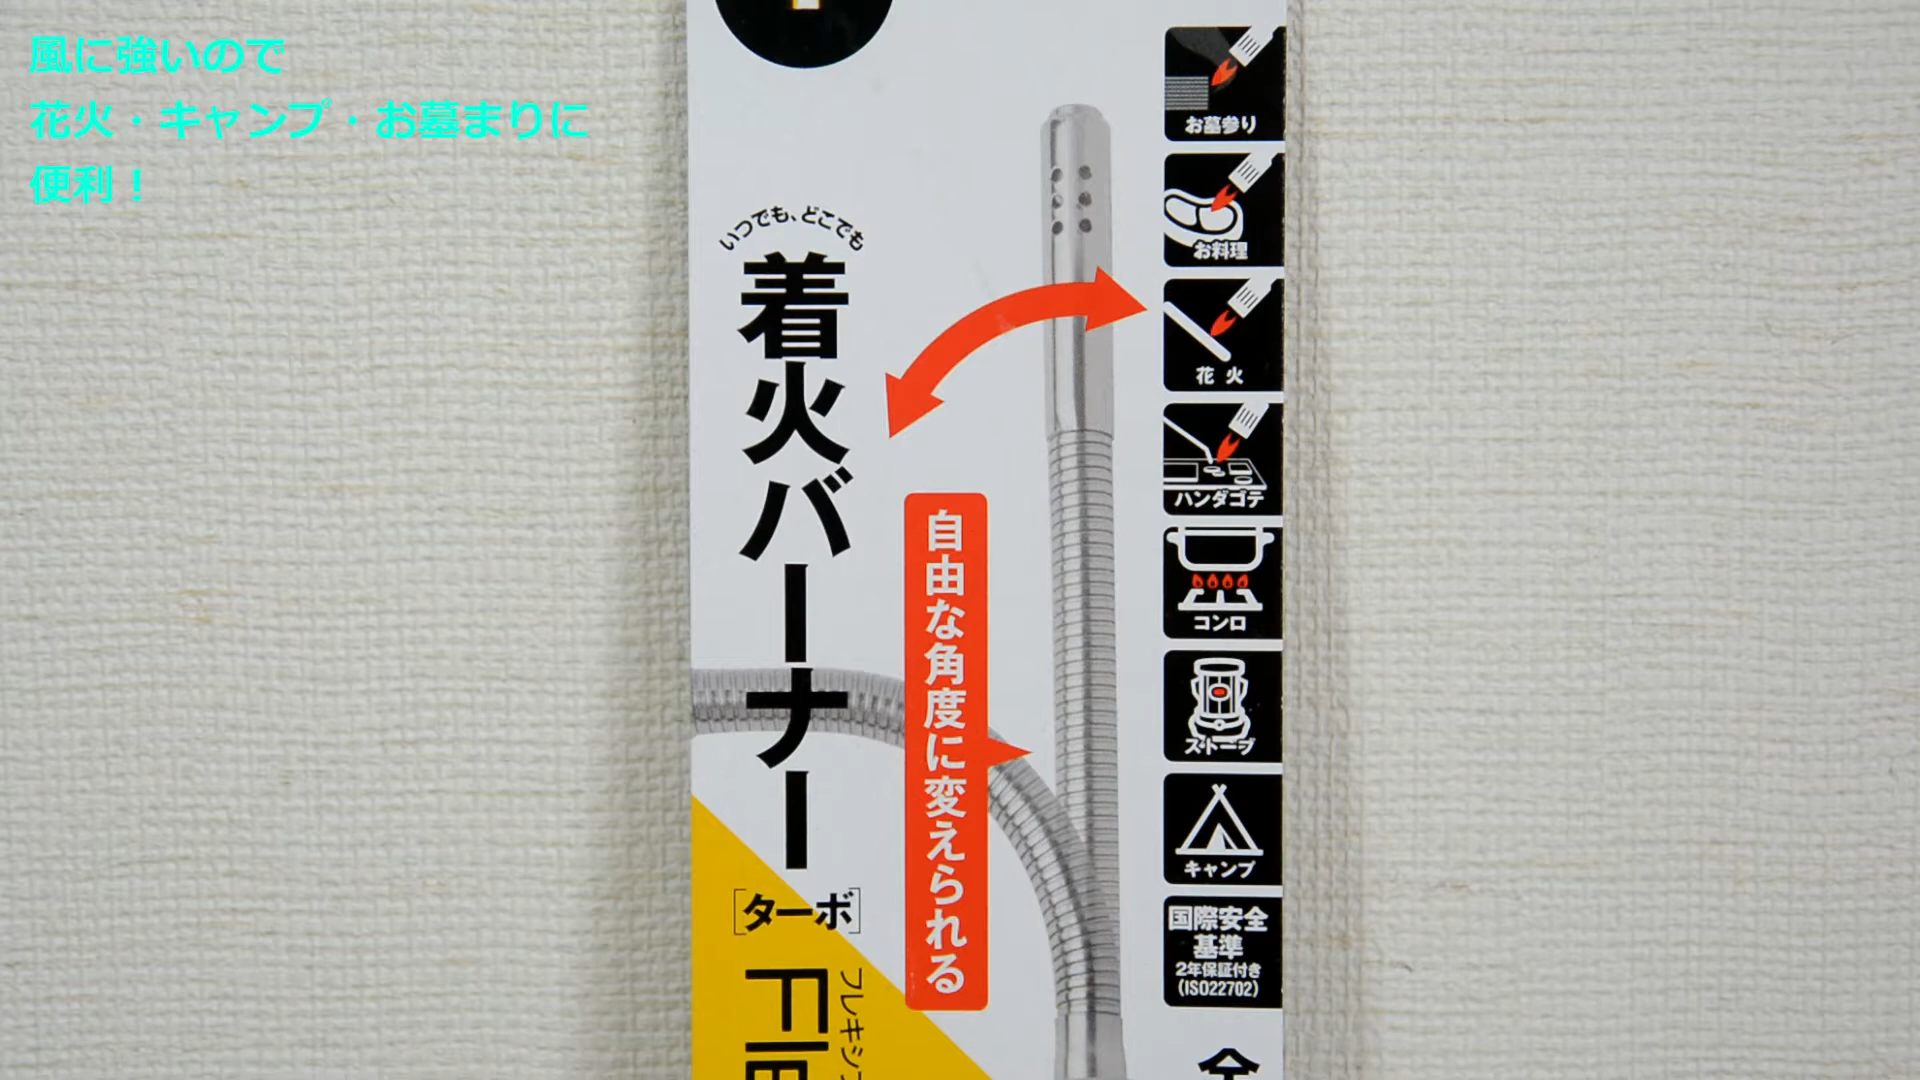 風に強いので
花火・キャンプ・お墓まりに
便利！
いつでも、どこでも
着火バーナー
[ターボ]
自由な角度に変えられる
お墓参り
お料理
花火
ハンダゴテ
コンロ
ストーブ
キャンプ
国際安全
基準
2年保証付き
(ISO22702)